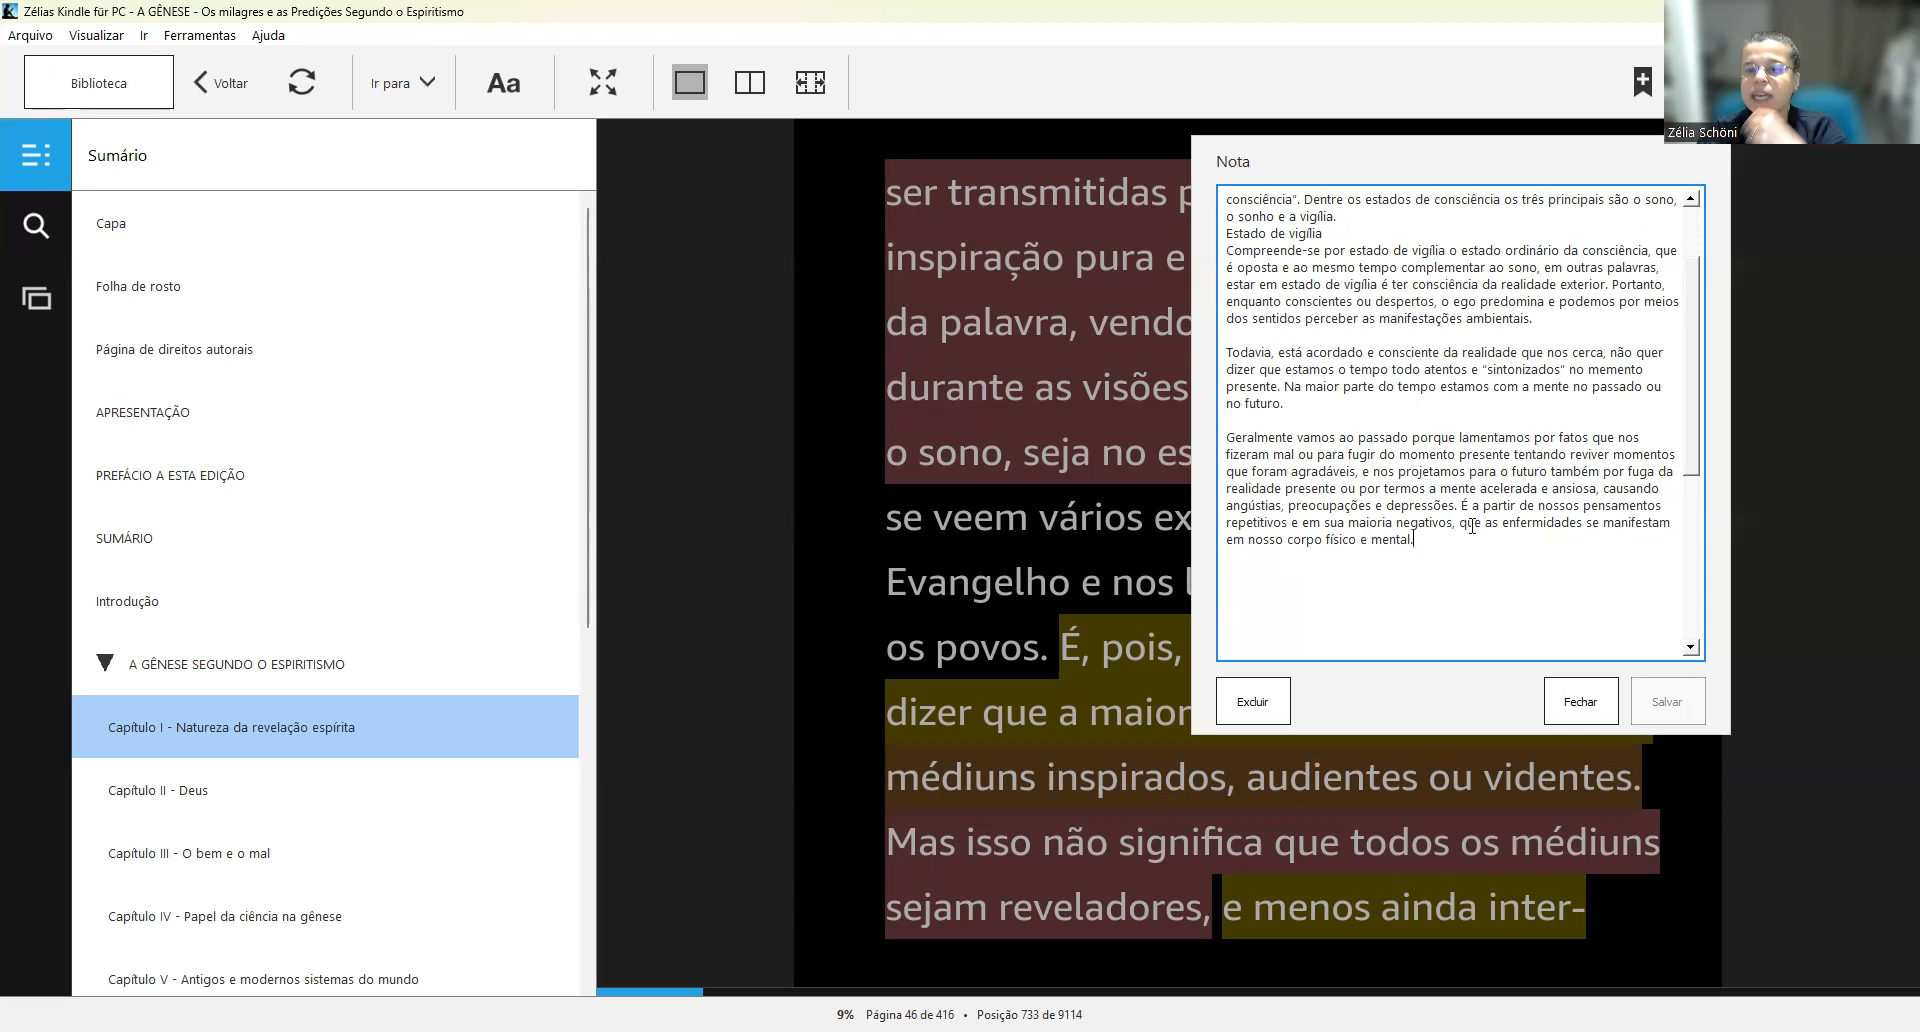 Zélias Kindle für PC - A GÊNESE - Os milagres e as Predições Segundo o Espiritismo
Arquivo Visualizar Ir Ferramentas Ajuda
Biblioteca Voltar Ir para Aa
Zélia Schöni
Sumário
Capa
Folha de rosto
Página de direitos autorais
APRESENTAÇÃO
PREFÁCIO A ESTA EDIÇÃO
SUMÁRIO
Introdução
A GÊNESE SEGUNDO O ESPIRITISMO
Capítulo I - Natureza da revelação espírita
Capítulo II - Deus
Capítulo III - O bem e o mal
Capítulo IV - Papel da ciência na gênese
Capítulo V - Antigos e modernos sistemas do mundo
ser transmitidas p
inspiração pura e
da palavra, vendo
durante as visões
o sono, seja no es
se veem vários ex
Evangelho e nos l
os povos. É, pois,
dizer que a maior
médiuns inspirados, audientes ou videntes.
Mas isso não significa que todos os médiuns
sejam reveladores, e menos ainda inter-
Nota
consciência”. Dentre os estados de consciência os três principais são o sono,
o sonho e a vigília.
Estado de vigília
Compreende-se por estado de vigília o estado ordinário da consciência, que
é oposta e ao mesmo tempo complementar ao sono, em outras palavras,
estar em estado de vigília é ter consciência da realidade exterior. Portanto,
enquanto conscientes ou despertos, o ego predomina e podemos por meios
dos sentidos perceber as manifestações ambientais.
Todavia, está acordado e consciente da realidade que nos cerca, não quer
dizer que estamos o tempo todo atentos e “sintonizados” no memento
presente. Na maior parte do tempo estamos com a mente no passado ou
no futuro.
Geralmente vamos ao passado porque lamentamos por fatos que nos
fizeram mal ou para fugir do momento presente tentando reviver momentos
que foram agradáveis, e nos projetamos para o futuro também por fuga da
realidade presente ou por termos a mente acelerada e ansiosa, causando
angústias, preocupações e depressões. É a partir de nossos pensamentos
repetitivos e em sua maioria negativos, que as enfermidades se manifestam
em nosso corpo físico e mental.
Excluir Fechar Salvar
9% Página 46 de 416 • Posição 733 de 9114